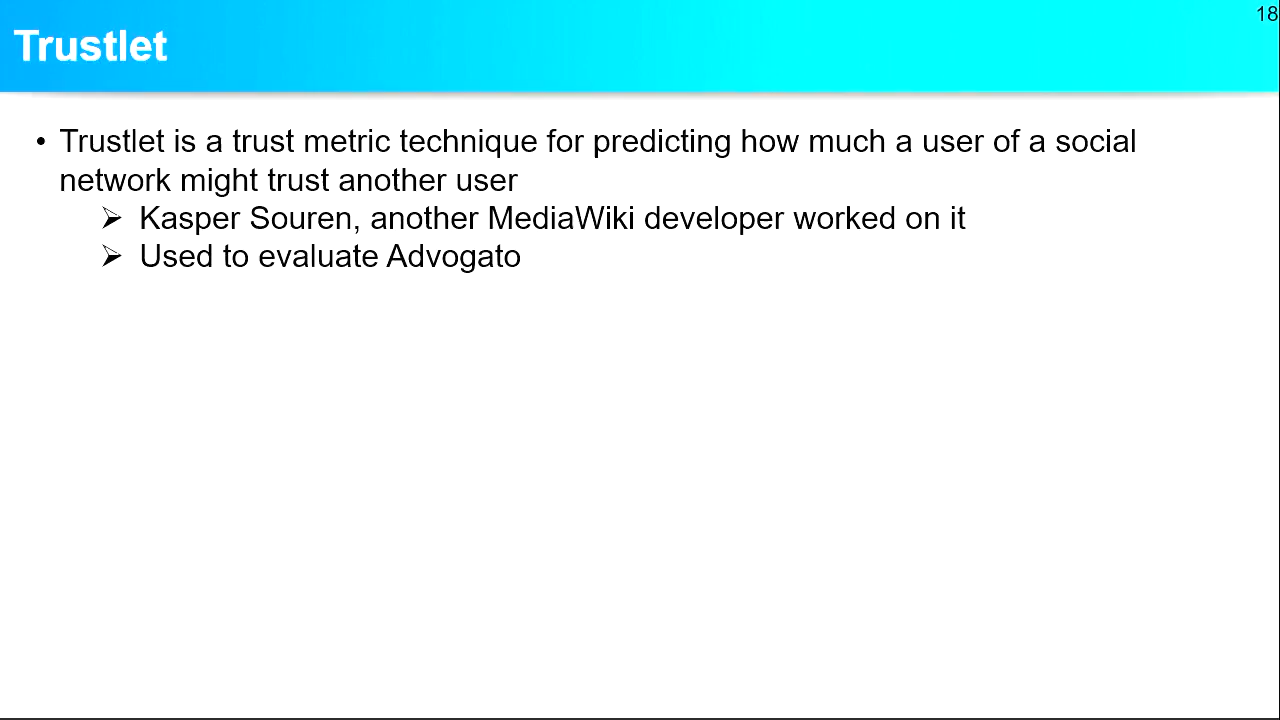 18
Trustlet
• Trustlet is a trust metric technique for predicting how much a user of a social
network might trust another user
➢ Kasper Souren, another MediaWiki developer worked on it
➢ Used to evaluate Advogato